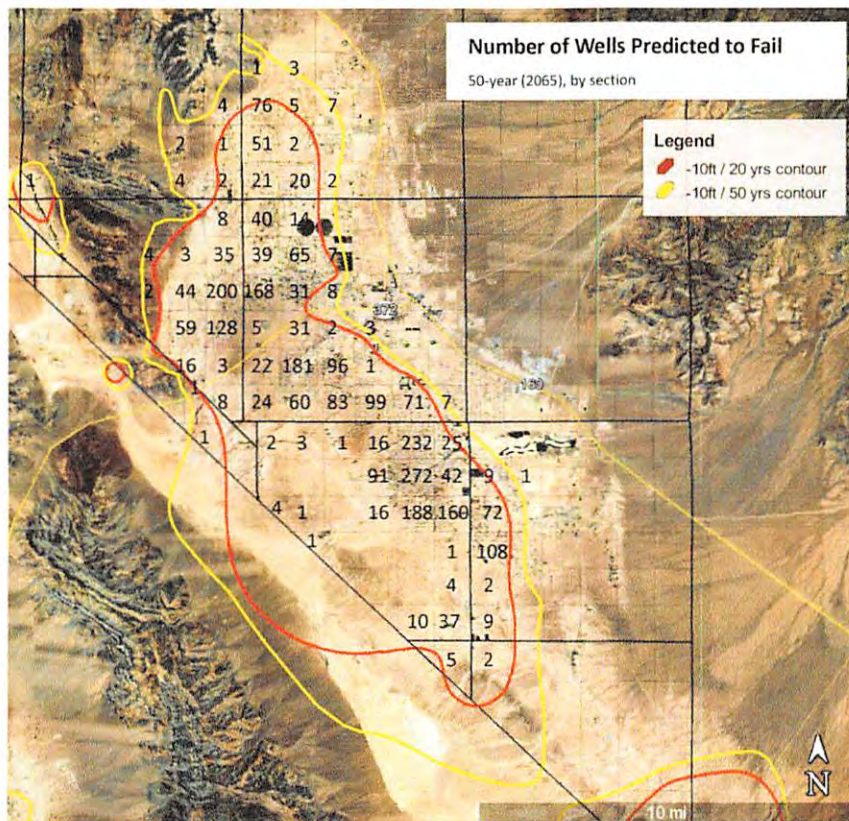 Number of Wells Predicted to Fail
50-year (2065), by section
Legend
-10ft / 20 yrs contour
-10ft / 50 yrs contour
1 3
4 76 5 7
2 1 51 2
1 4 2 21 20 2
8 40 14
4 3 35 39 65 7
2 44 200 168 31 8
372
59 128 5 31 2 3
16 3 22 181 96 1
1
160
8 24 60 83 99 71 7
1 2 3 1 16 232 25
91 272 42 9 1
4 1 16 188 160 72
1 1 108
4 2
10 37 9
5 2
N
10 mi